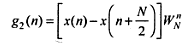 g₂(n) = [x(n) − x(n + N/2)] W_N^n